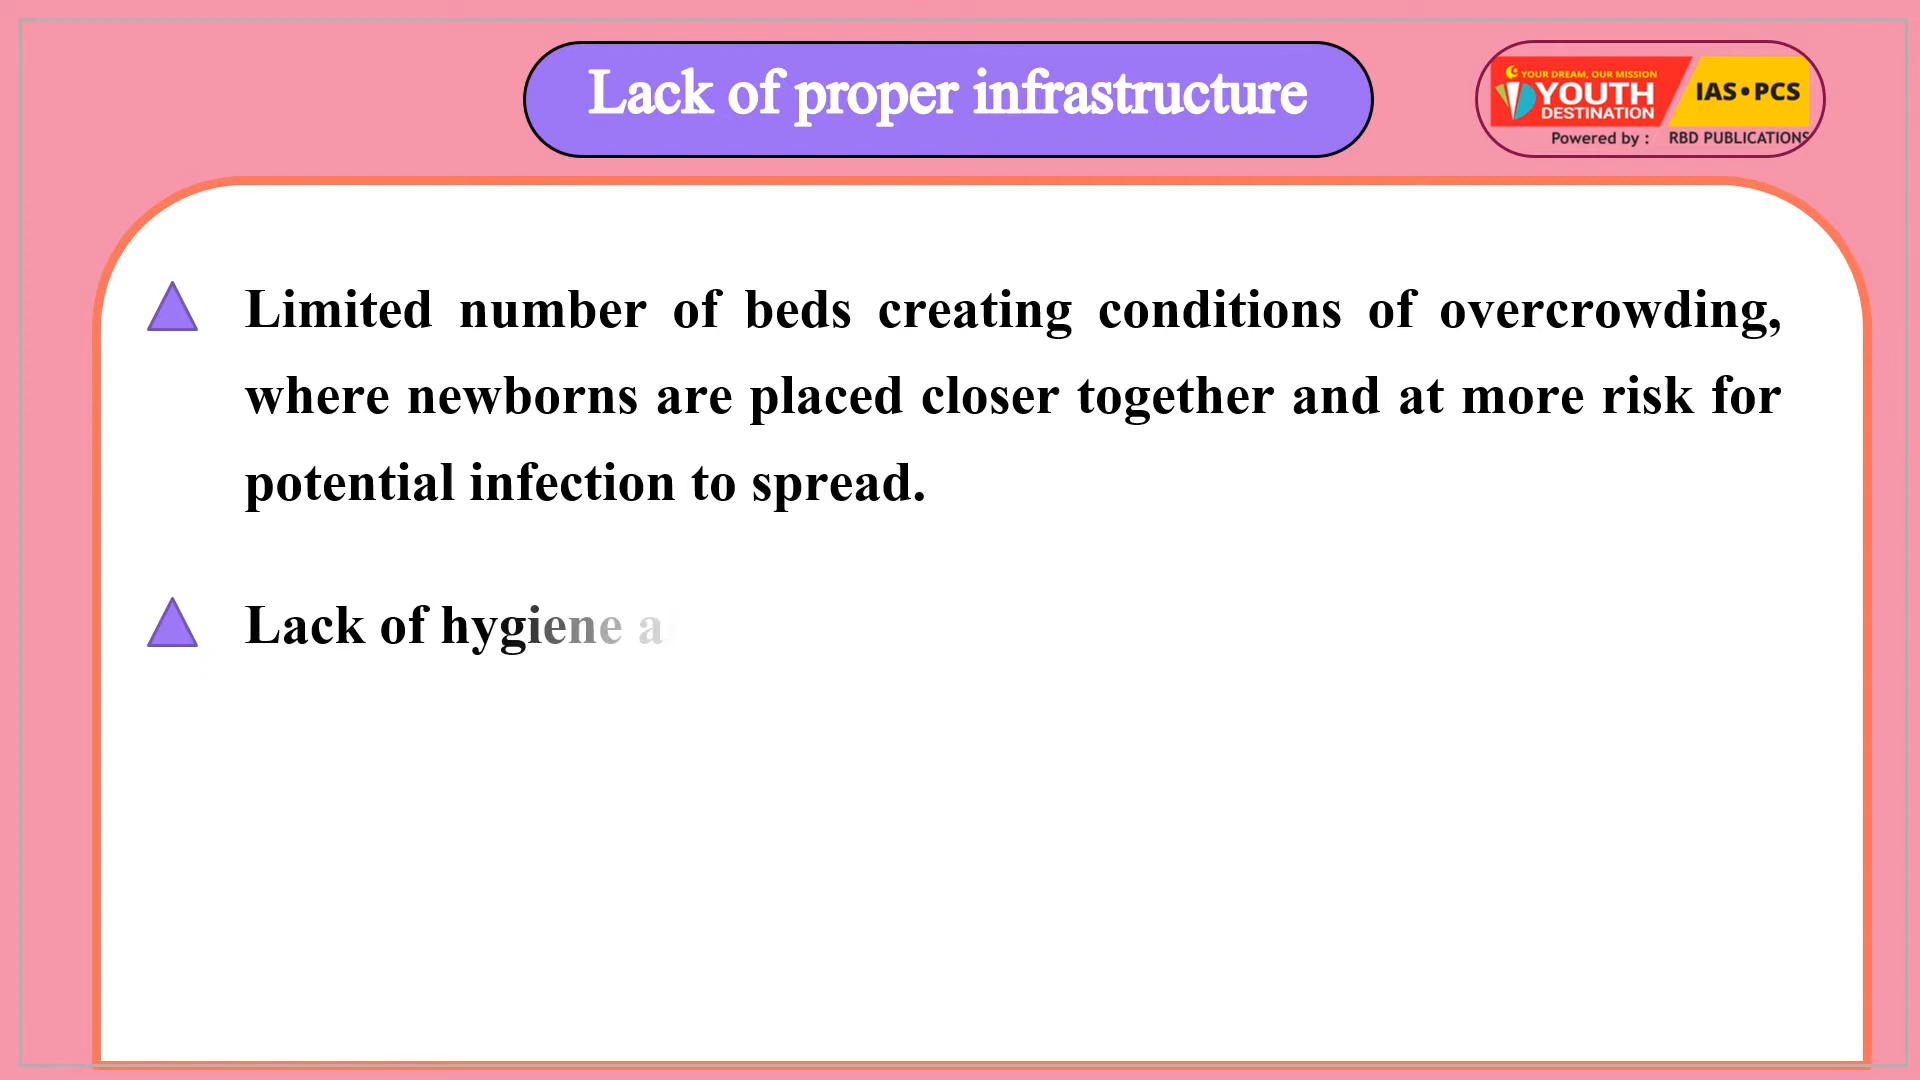 Lack of proper infrastructure
YOUR DREAM, OUR MISSION
YOUTH
DESTINATION
IAS•PCS
Powered by : RBD PUBLICATIONS
Limited number of beds creating conditions of overcrowding,
where newborns are placed closer together and at more risk for
potential infection to spread.
Lack of hygiene